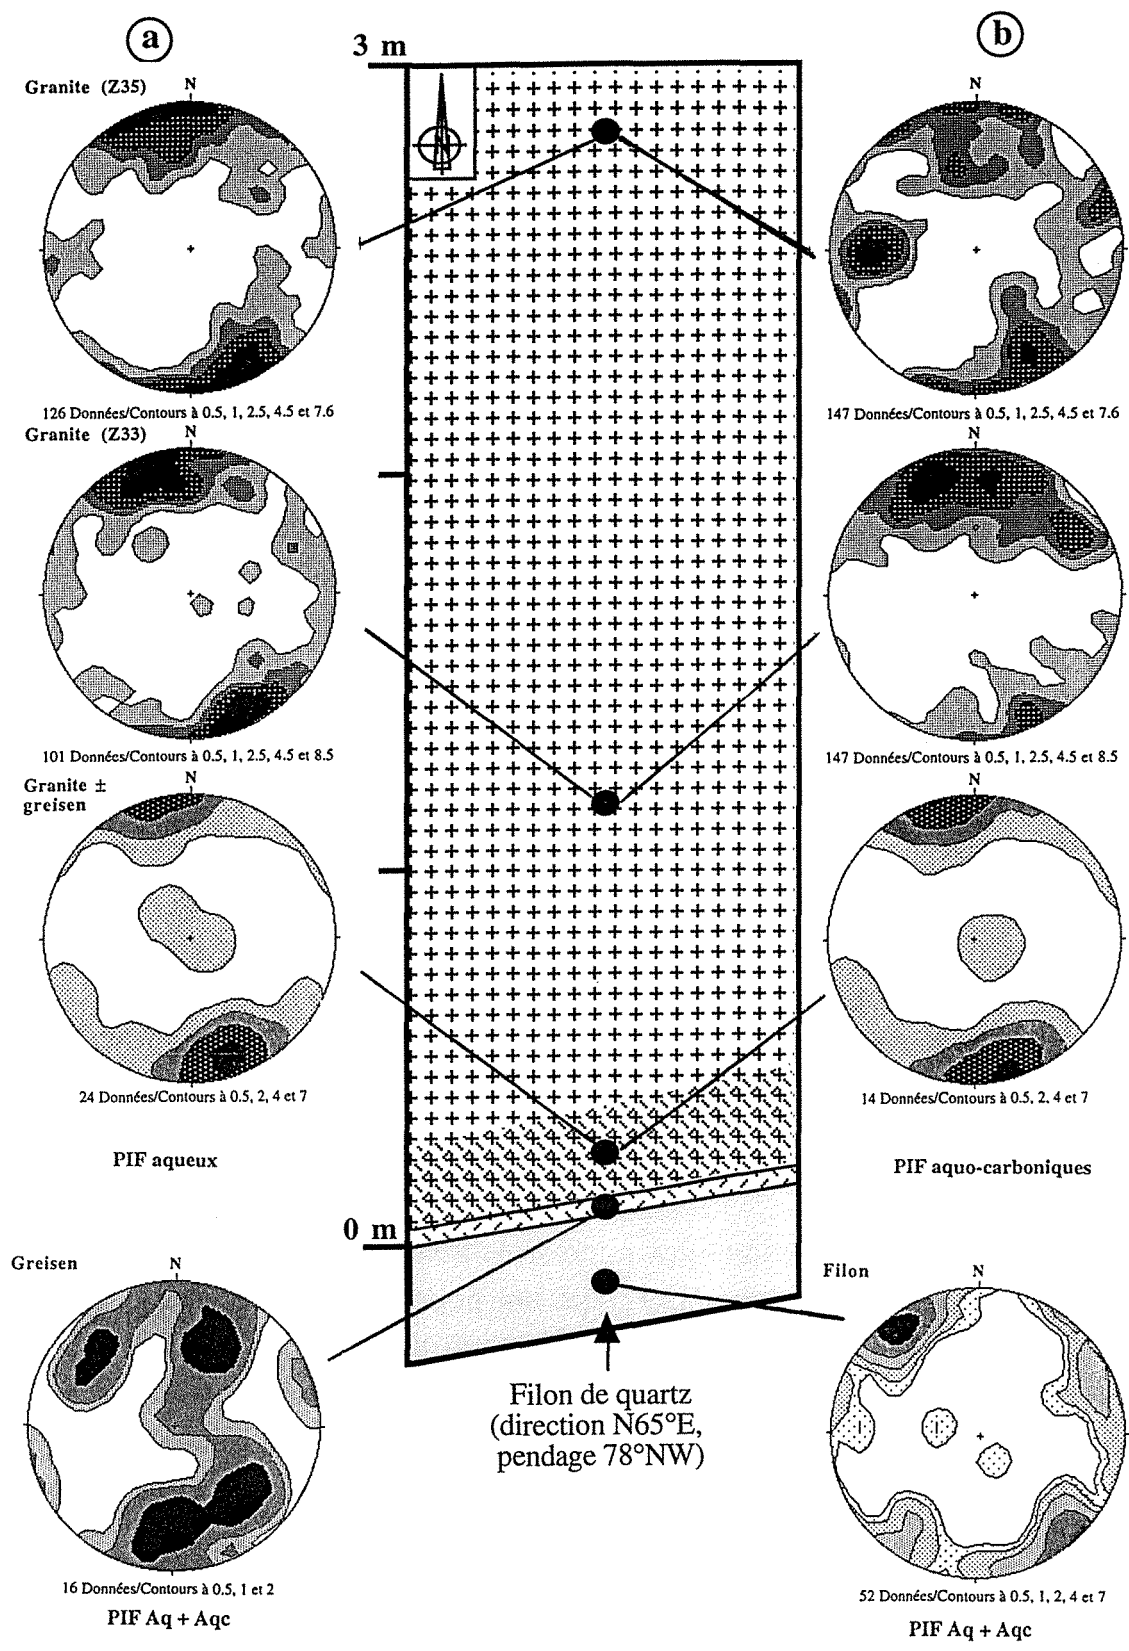 a
b
3 m
Granite (Z35)
N
N
126 Données/Contours à 0.5, 1, 2.5, 4.5 et 7.6
147 Données/Contours à 0.5, 1, 2.5, 4.5 et 7.6
Granite (Z33)
N
N
101 Données/Contours à 0.5, 1, 2.5, 4.5 et 8.5
147 Données/Contours à 0.5, 1, 2.5, 4.5 et 8.5
Granite ±
greisen
N
N
24 Données/Contours à 0.5, 2, 4 et 7
14 Données/Contours à 0.5, 2, 4 et 7
PIF aqueux
PIF aquo-carboniques
0 m
Greisen
N
Filon
N
Filon de quartz
(direction N65°E,
pendage 78°NW)
16 Données/Contours à 0.5, 1 et 2
52 Données/Contours à 0.5, 1, 2, 4 et 7
PIF Aq + Aqc
PIF Aq + Aqc